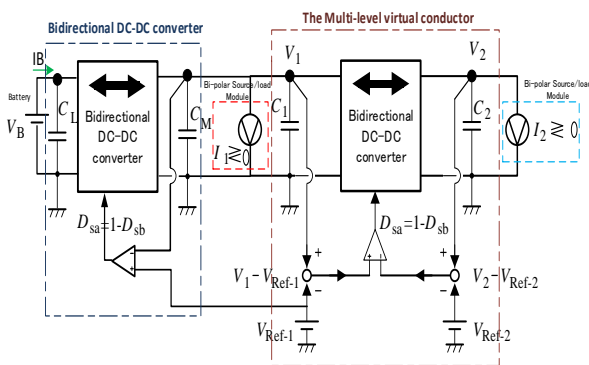 Bidirectional DC-DC converter
The Multi-level virtual conductor
IB
V1
V2
Battery
VB
CL
Bidirectional
DC-DC
converter
CM
Bi-polar Source/load
Module
I1≷0
C1
Bidirectional
DC-DC
converter
C2
Bi-polar Source/load
Module
I2≷0
Dsa=1-Dsb
Dsa=1-Dsb
-
+
+
-
+
+
V1-VRef-1
V2-VRef-2
-
-
VRef-1
VRef-2